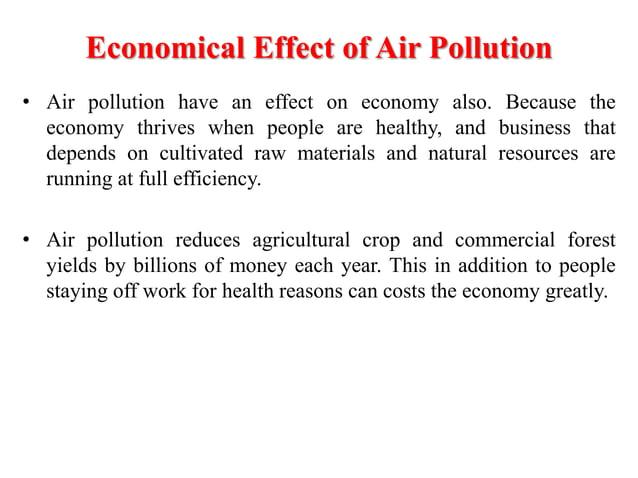 Economical Effect of Air Pollution
• Air pollution have an effect on economy also. Because the
economy thrives when people are healthy, and business that
depends on cultivated raw materials and natural resources are
running at full efficiency.
• Air pollution reduces agricultural crop and commercial forest
yields by billions of money each year. This in addition to people
staying off work for health reasons can costs the economy greatly.